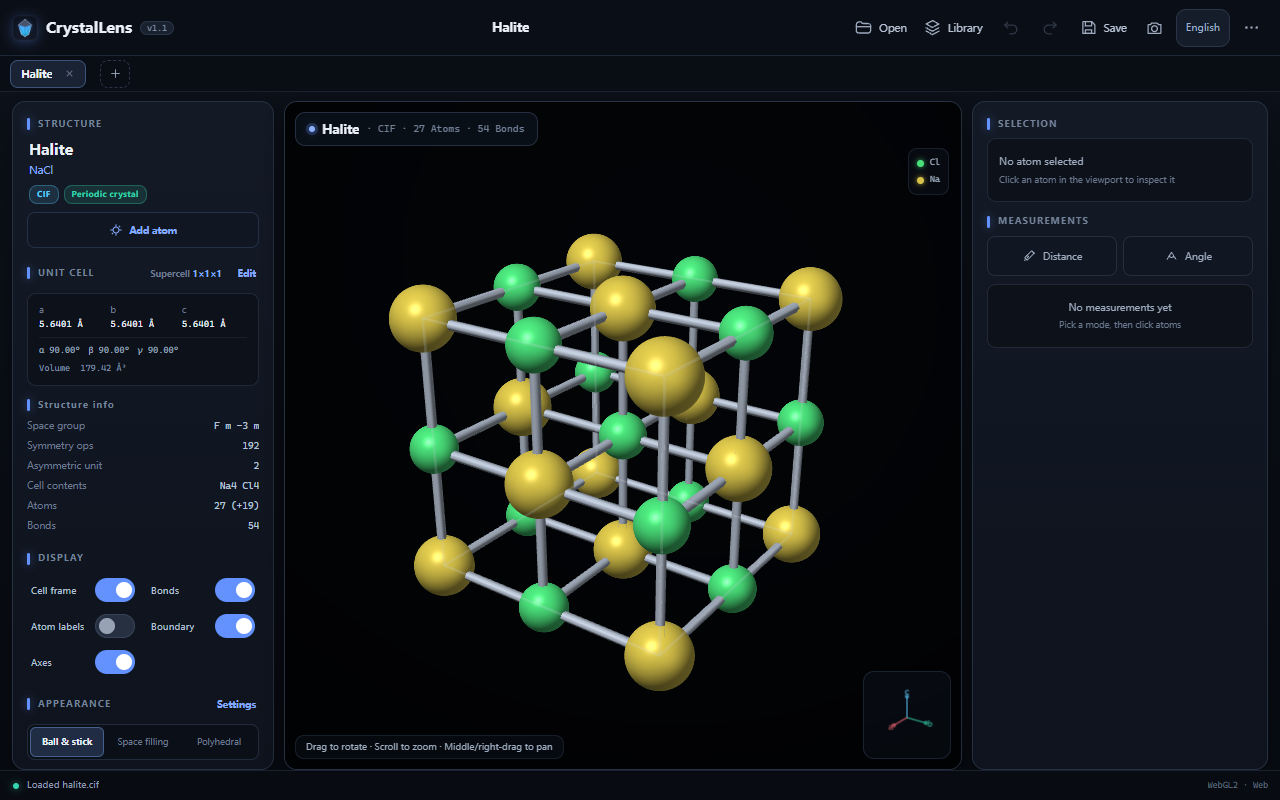 CrystalLens v1.1
Halite
Open
Library
Save
English
Halite ×
+
STRUCTURE
Halite
NaCl
CIF Periodic crystal
Add atom
UNIT CELL Supercell 1×1×1 Edit
a b c
5.6401 Å 5.6401 Å 5.6401 Å
α 90.00° β 90.00° γ 90.00°
Volume 179.42 Å³
Structure info
Space group F m -3 m
Symmetry ops 192
Asymmetric unit 2
Cell contents Na4 Cl4
Atoms 27 (+19)
Bonds 54
DISPLAY
Cell frame Bonds
Atom labels Boundary
Axes
APPEARANCE Settings
Ball & stick Space filling Polyhedral
Halite · CIF · 27 Atoms · 54 Bonds
Cl
Na
Drag to rotate · Scroll to zoom · Middle/right-drag to pan
SELECTION
No atom selected
Click an atom in the viewport to inspect it
MEASUREMENTS
Distance Angle
No measurements yet
Pick a mode, then click atoms
Loaded halite.cif
WebGL2 · Web